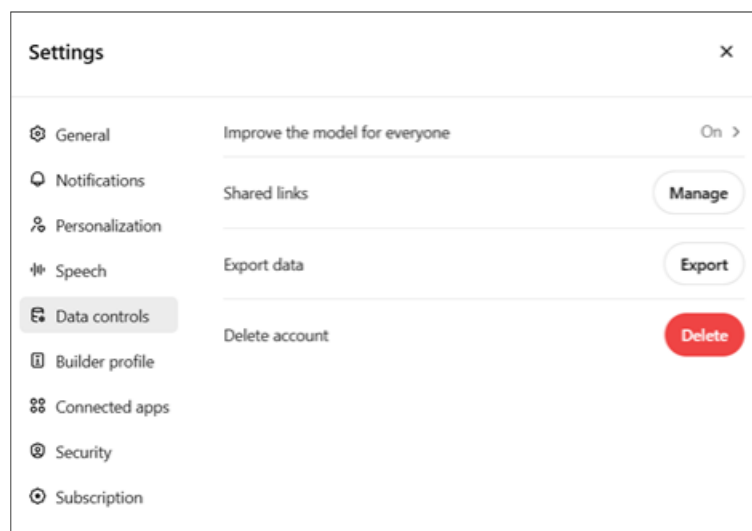 Settings
General
Notifications
Personalization
Speech
Data controls
Builder profile
Connected apps
Security
Subscription
Improve the model for everyone On
Shared links Manage
Export data Export
Delete account Delete